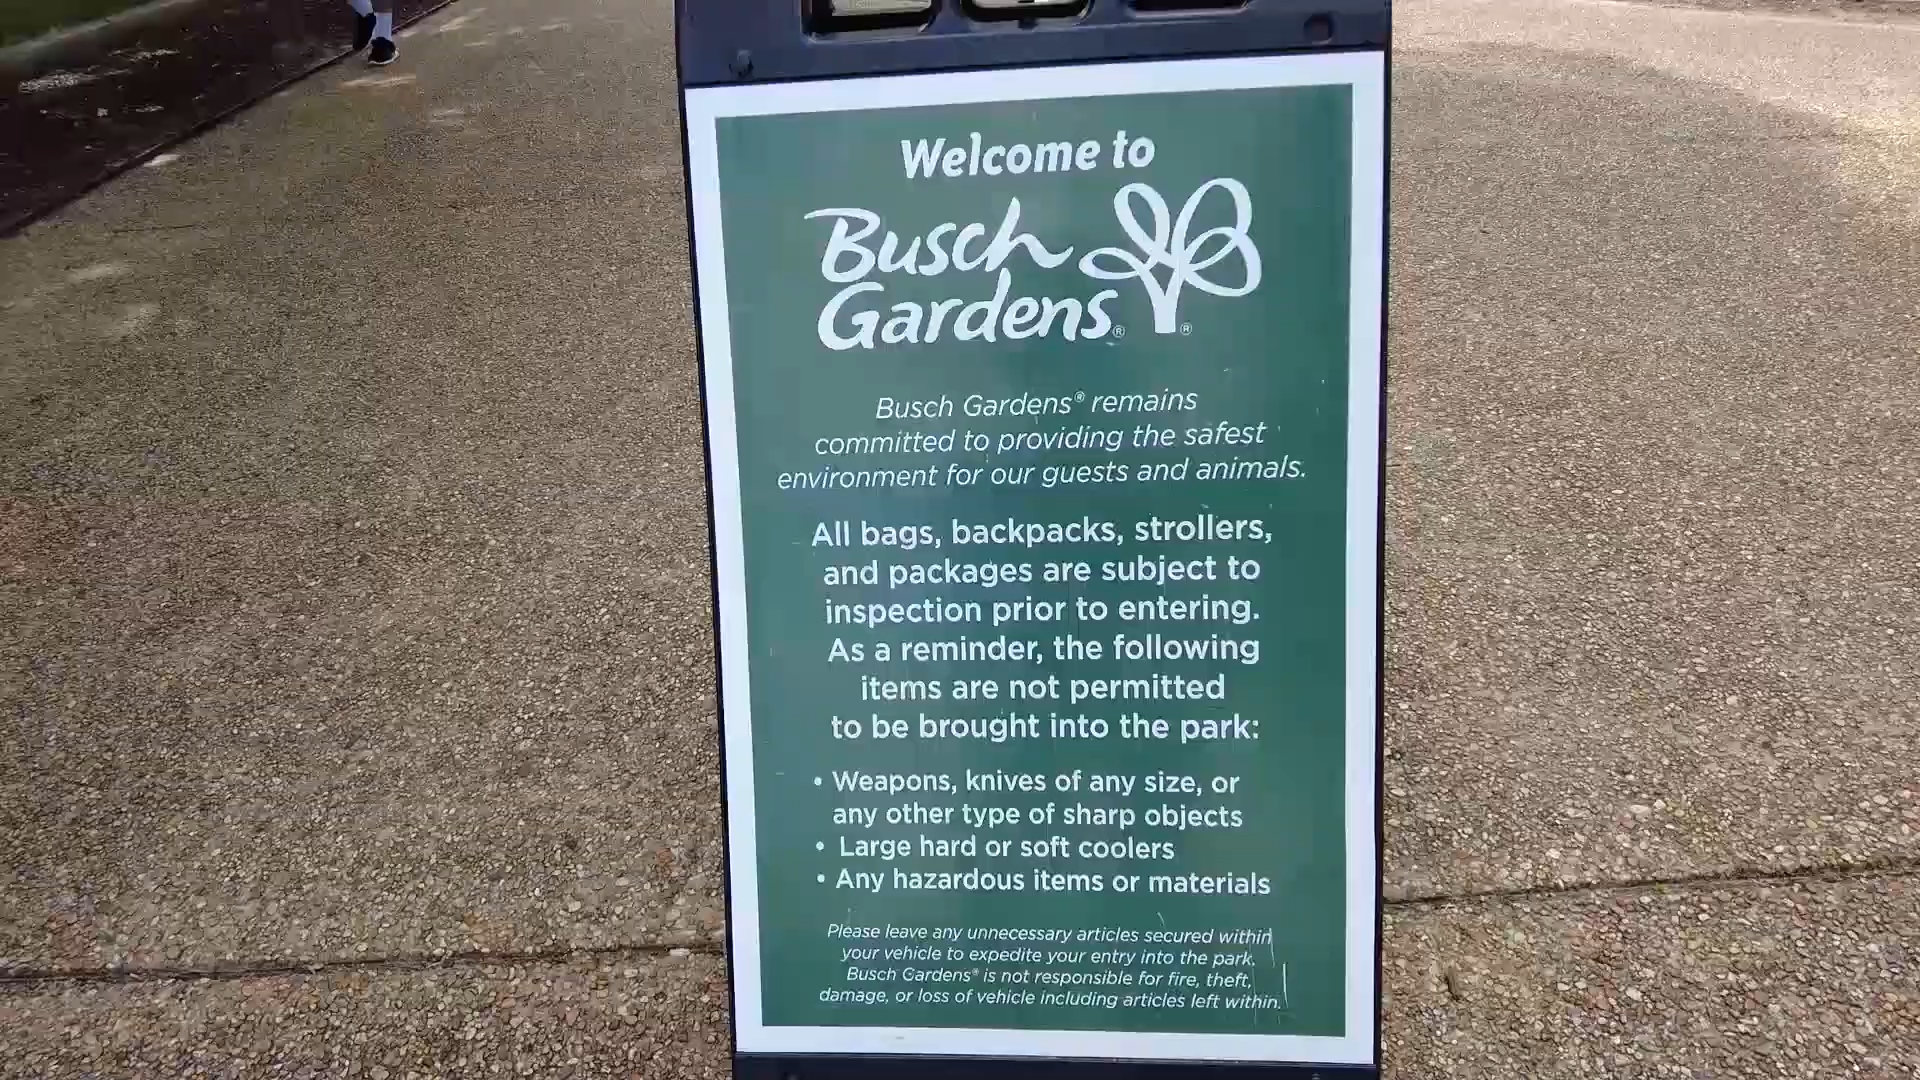 Welcome to
Busch
Gardens®
®
Busch Gardens® remains
committed to providing the safest
environment for our guests and animals.
All bags, backpacks, strollers,
and packages are subject to
inspection prior to entering.
As a reminder, the following
items are not permitted
to be brought into the park:
• Weapons, knives of any size, or
any other type of sharp objects
• Large hard or soft coolers
• Any hazardous items or materials
Please leave any unnecessary articles secured within
your vehicle to expedite your entry into the park.
Busch Gardens® is not responsible for fire, theft,
damage, or loss of vehicle including articles left within.